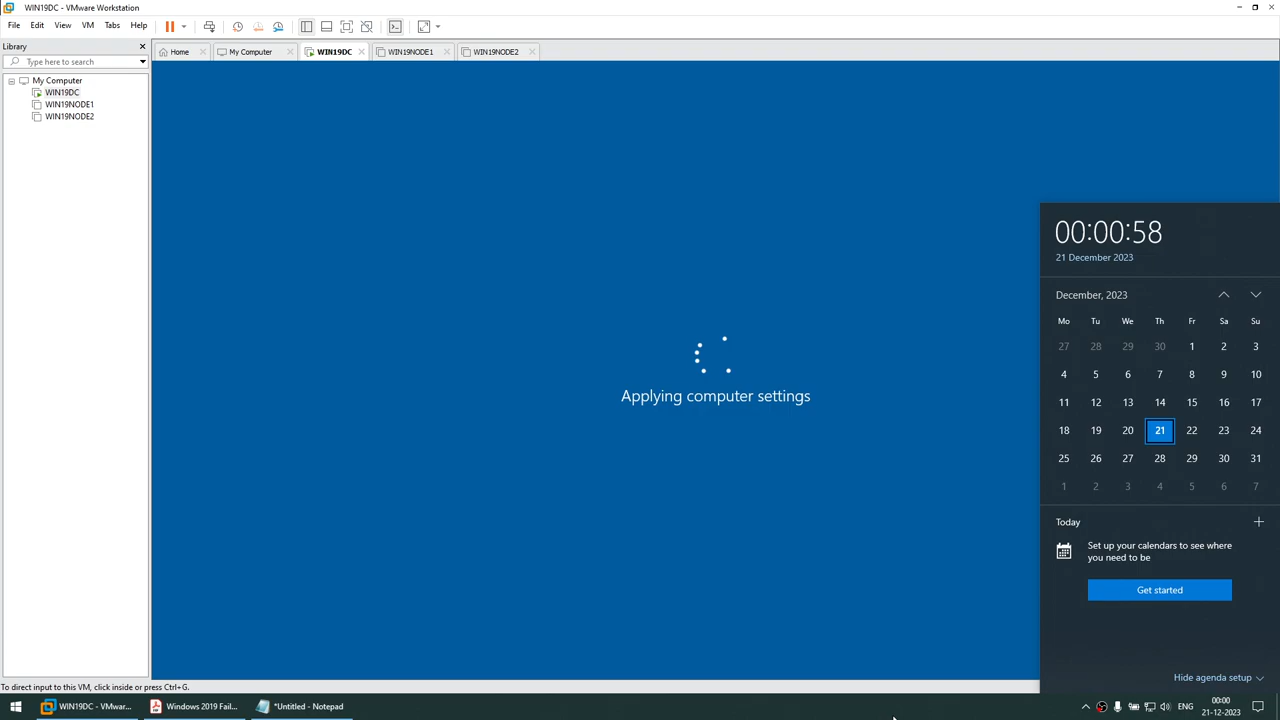 WIN19DC - VMware Workstation
File Edit View VM Tabs Help
Library
Type here to search
My Computer
WIN19DC
WIN19NODE1
WIN19NODE2
Home
My Computer
WIN19DC
WIN19NODE1
WIN19NODE2
Applying computer settings
00:00:58
21 December 2023
December, 2023
Mo Tu We Th Fr Sa Su
27 28 29 30 1 2 3
4 5 6 7 8 9 10
11 12 13 14 15 16 17
18 19 20 21 22 23 24
25 26 27 28 29 30 31
1 2 3 4 5 6 7
Today
Set up your calendars to see where
you need to be
Get started
Hide agenda setup
To direct input to this VM, click inside or press Ctrl+G.
WIN19DC - VMwar...
Windows 2019 Fail...
*Untitled - Notepad
ENG
00:00
21-12-2023